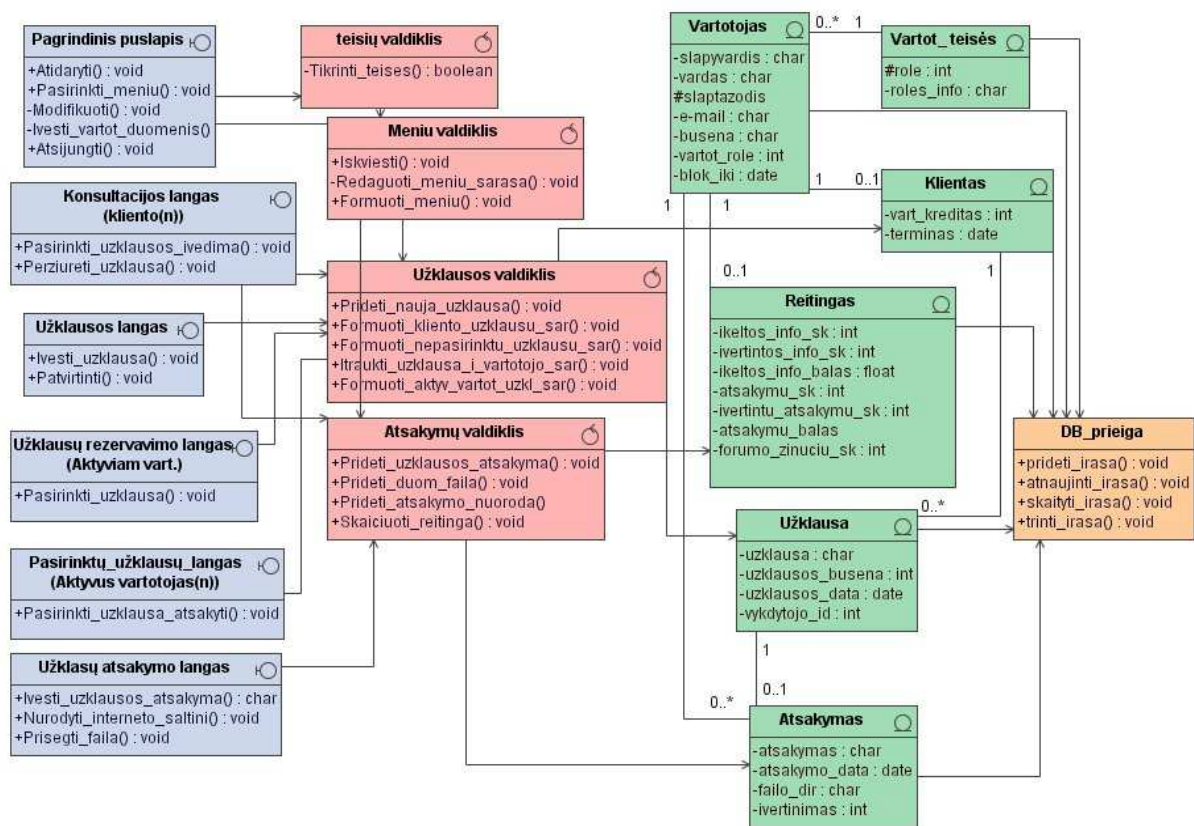 Pagrindinis puslapis
+Atidaryti() : void
+Pasirinkti_meniu() : void
-Modifikuoti() : void
-Ivesti_vartot_duomenis()
+Atsijungti() : void
teisių valdiklis
-Tikrinti_teises() : boolean
Meniu valdiklis
+Iskviesti() : void
-Redaguoti_meniu_sarasa() : void
+Formuoti_meniu() : void
Konsultacijos langas
(kliento(n))
+Pasirinkti_uzklausos_ivedima() : void
+Perziureti_uzklausa() : void
Užklausos valdiklis
+Prideti_nauja_uzklausa() : void
+Formuoti_kliento_uzklausu_sar() : void
+Formuoti_nepasirinktu_uzklausu_sar() : void
+Itraukti_uzklausa_i_vartotojo_sar() : void
+Formuoti_aktyv_vartot_uzkl_sar() : void
Užklausos langas
+Ivesti_uzklausa() : void
+Patvirtinti() : void
Atsakymų valdiklis
+Prideti_uzklausos_atsakyma() : void
+Prideti_duom_faila() : void
+Prideti_atsakymo_nuoroda()
+Skaiciuoti_reitinga() : void
Užklausų rezervavimo langas
(Aktyviam vart.)
+Pasirinkti_uzklausa() : void
Pasirinktų_užklausų_langas
(Aktyvus vartotojas(n))
+Pasirinkti_uzklausa_atsakyti() : void
Užklasų atsakymo langas
+Ivesti_uzklausos_atsakyma() : char
+Nurodyti_interneto_saltini() : void
+Prisegti_faila() : void
Vartotojas
-slapyvardis : char
-vardas : char
#slaptazodis
-e-mail : char
-busena : char
-vartot_role : int
-blok_iki : date
0..* 1
Vartot_teisės
#role : int
-roles_info : char
1 0..1
Klientas
-vart_kreditas : int
-terminas : date
1 1
1
0..1
Reitingas
-ikeltos_info_sk : int
-ivertintos_info_sk : int
-ikeltos_info_balas : float
-atsakymu_sk : int
-ivertintu_atsakymu_sk : int
-atsakymu_balas
-forumo_zinuciu_sk : int
DB_prieiga
+prideti_irasa() : void
+atnaujinti_irasa() : void
+skaityti_irasa() : void
+trinti_irasa() : void
0..*
Užklausa
-uzklausa : char
-uzklausos_busena : int
-uzklausos_data : date
-vykdytojo_id : int
1
0..1
0..*
Atsakymas
-atsakymas : char
-atsakymo_data : date
-failo_dir : char
-ivertinimas : int